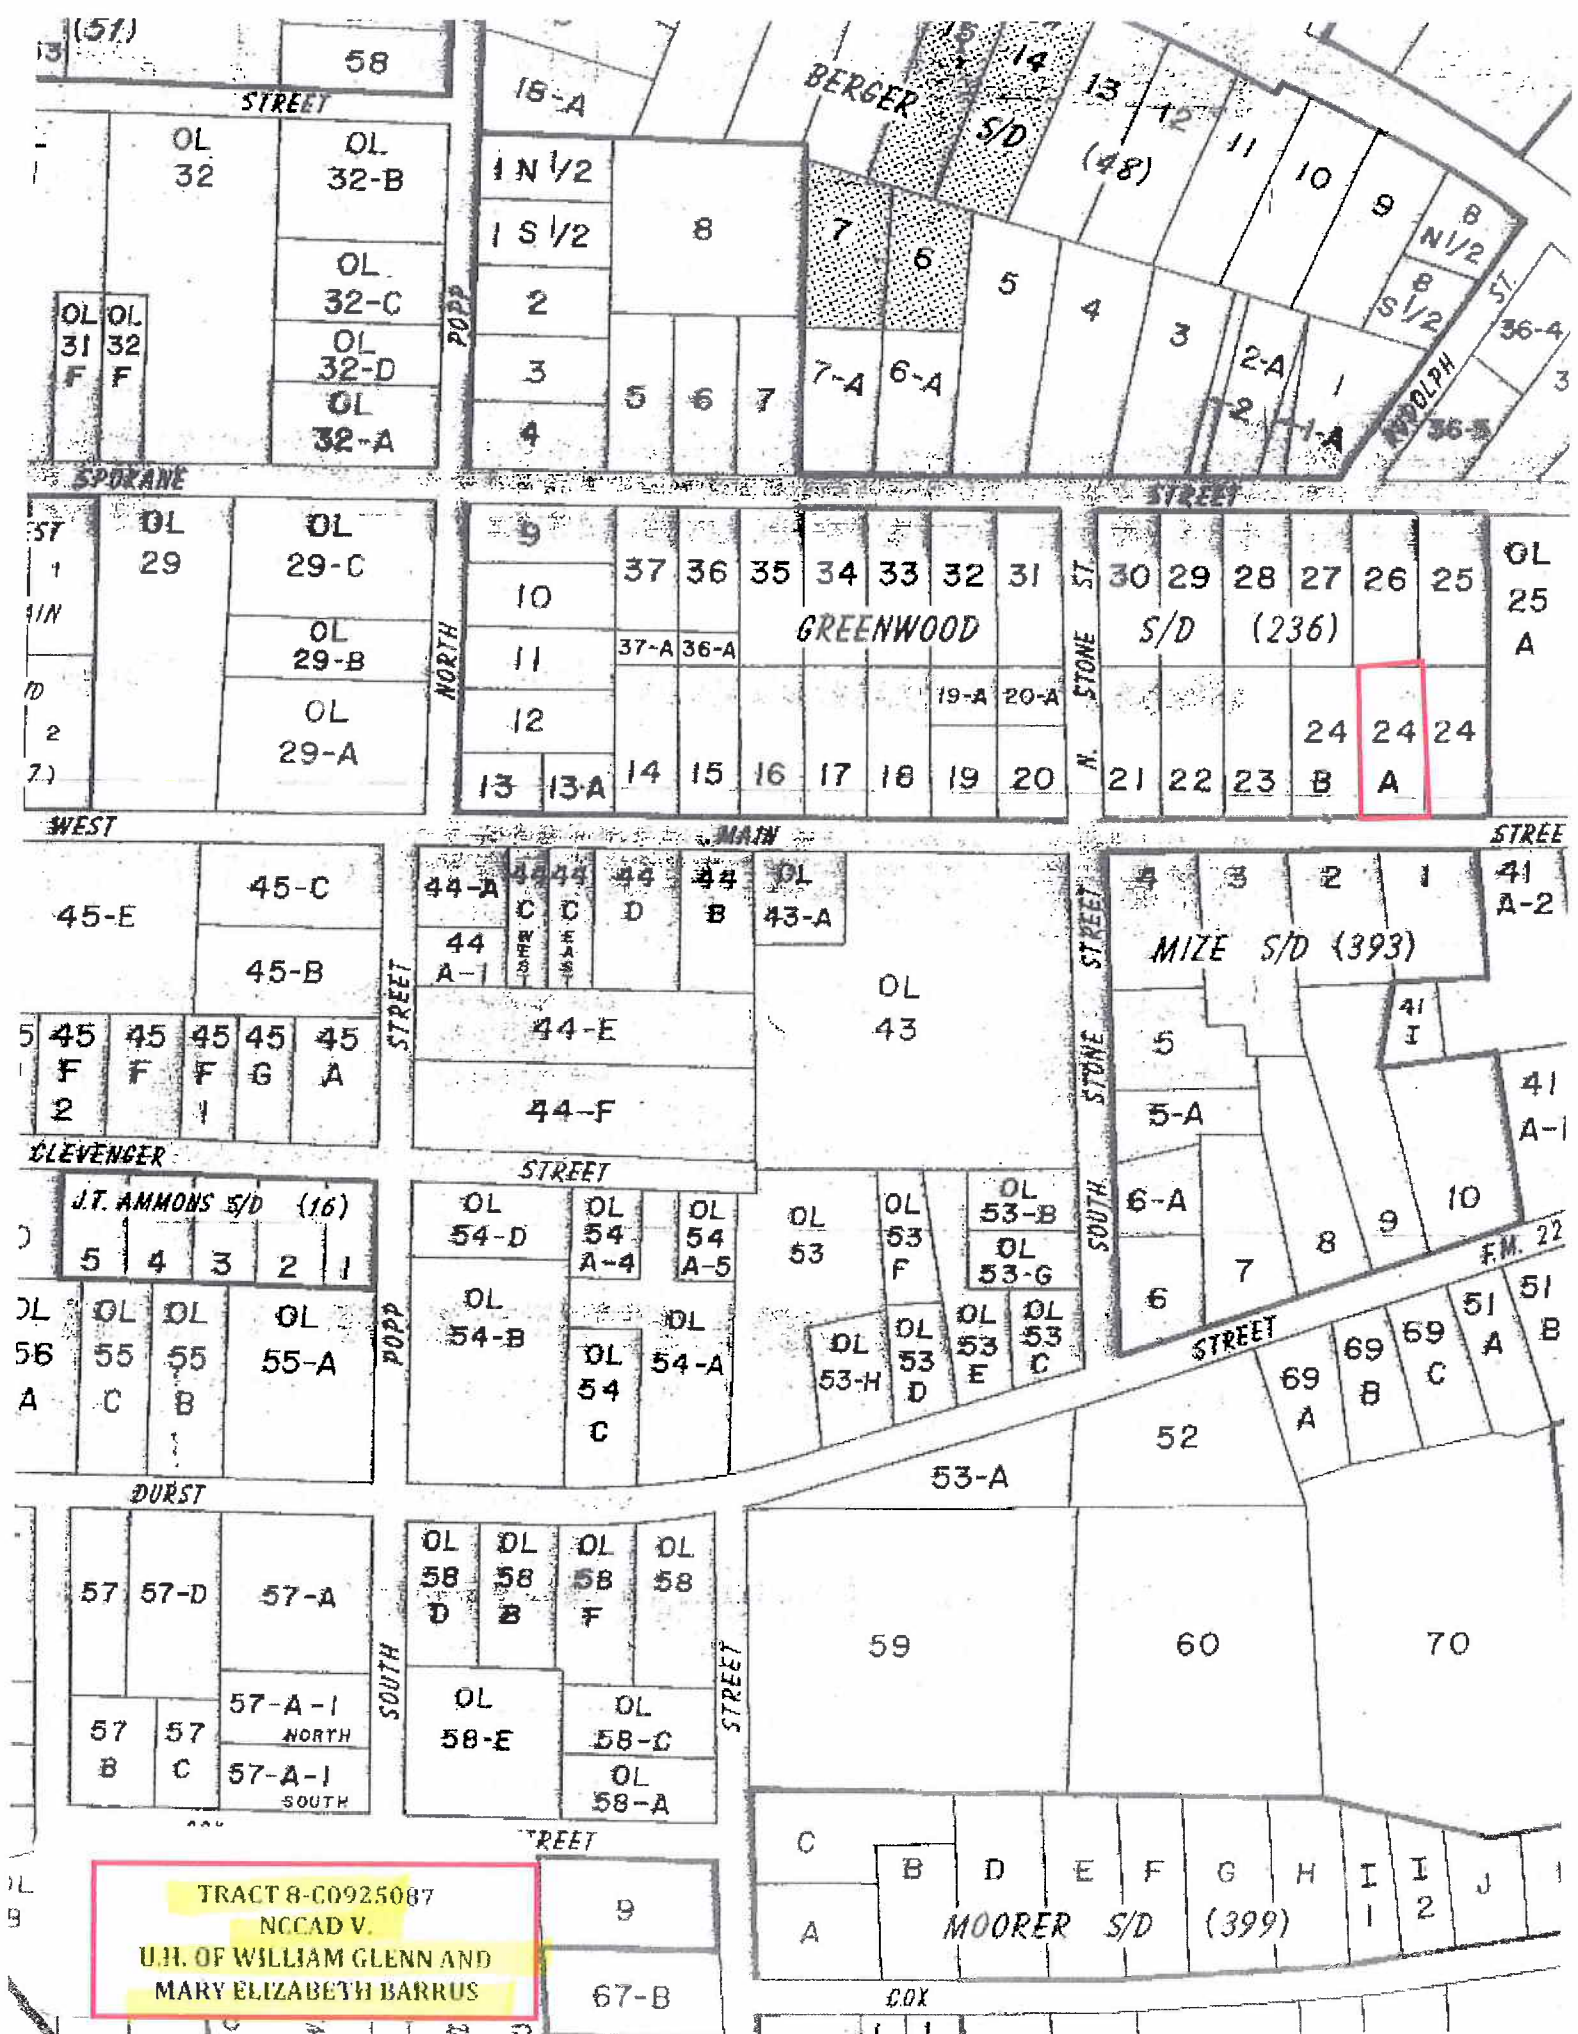 (51)
58
STREET
18-A
BERGER
15
14
S/D
13
12
(48)
11
10
9
8
N 1/2
8
S 1/2
OL
32
OL
32-B
OL
32-C
OL
32-D
OL
32-A
OL
31
F
OL
32
F
POPP
1 N 1/2
1 S 1/2
2
3
4
8
5
6
7
7
6
7-A
6-A
5
4
3
2-A
2
1
1-A
RUDOLPH
ST.
36-4
SPOKANE
STREET
1
2
OL
29
OL
29-C
OL
29-B
OL
29-A
NORTH
9
10
11
12
13
13-A
37
36
35
34
33
32
31
37-A
36-A
GREENWOOD
S/D
(236)
19-A
20-A
14
15
16
17
18
19
20
N. STONE ST.
30
29
28
27
26
25
OL
25
A
21
22
23
24
B
24
A
24
WEST
MAIN
STREE
45-E
45-C
45-B
45
F
2
45
F
45
F
1
45
G
45
A
STREET
44-A
44
A-1
44
C
44
C
44
D
44
B
44-E
44-F
OL
43-A
OL
43
SOUTH STONE STREET
4
3
2
1
MIZE S/D (393)
41
A-2
41
I
41
A-1
5
5-A
6-A
6
7
8
9
10
F.M. 22
CLEVENGER
STREET
J.T. AMMONS S/D (16)
5
4
3
2
1
OL
56
A
OL
55
C
OL
55
B
1
OL
55-A
POPP
OL
54-D
OL
54-B
OL
54
A-4
OL
54
A-5
OL
54
C
OL
54-A
OL
53
OL
53
F
OL
53-B
OL
53-G
OL
53-H
OL
53
D
OL
53
E
OL
53
C
STREET
69
A
69
B
69
C
51
A
51
B
52
53-A
DURST
57
57-D
57-A
57
B
57
C
57-A-1
NORTH
57-A-1
SOUTH
SOUTH
OL
58
D
OL
58
B
OL
58
F
OL
58
OL
58-E
OL
58-C
OL
58-A
STREET
59
60
70
TREET
9
67-B
C
A
B
D
E
F
G
H
I
1
I
2
J
MOORER S/D (399)
COX
TRACT 8-C0925087
NCCAD V.
U.H. OF WILLIAM GLENN AND
MARY ELIZABETH BARRUS